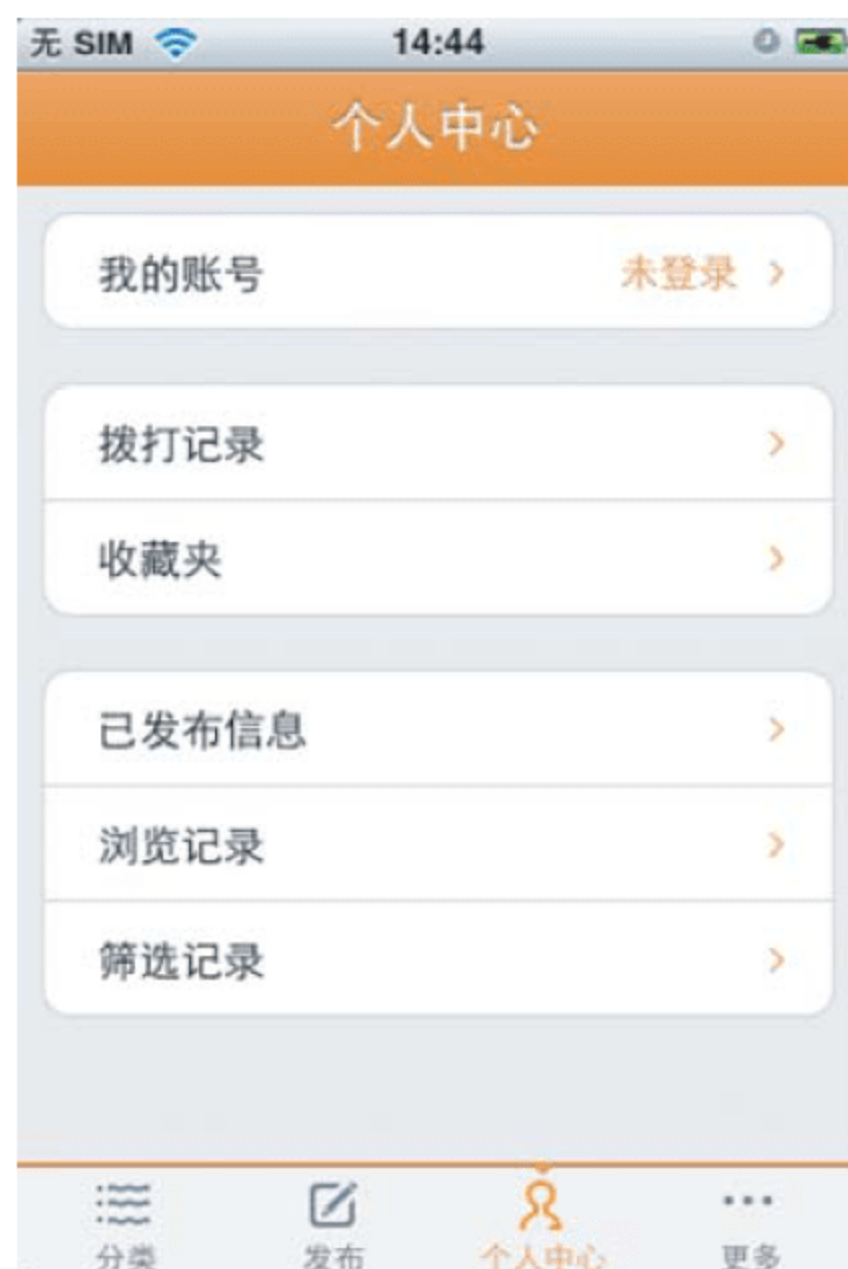 无 SIM 14:44
个人中心
我的账号 未登录
拨打记录
收藏夹
已发布信息
浏览记录
筛选记录
分类 发布 个人中心 更多